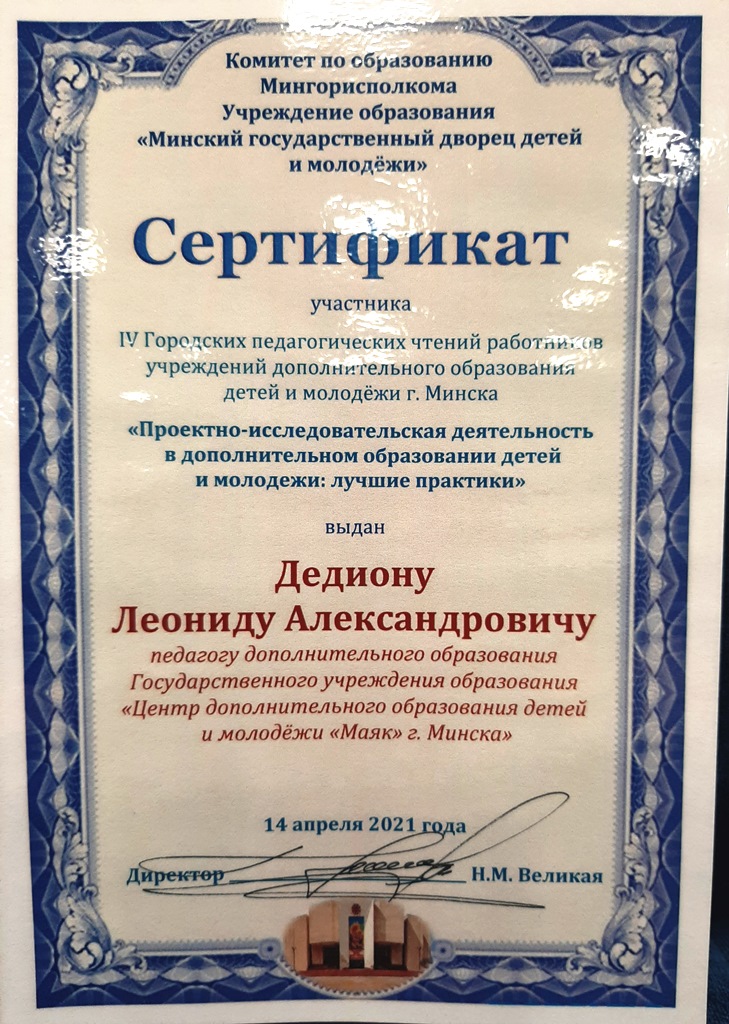 Комитет по образованию
Мингорисполкома
Учреждение образования
«Минский государственный дворец детей
и молодёжи»
Сертификат
участника
IV Городских педагогических чтений работников
учреждений дополнительного образования
детей и молодёжи г. Минска
«Проектно-исследовательская деятельность
в дополнительном образовании детей
и молодежи: лучшие практики»
выдан
Дедиону
Леониду Александровичу
педагогу дополнительного образования
Государственного учреждения образования
«Центр дополнительного образования детей
и молодёжи «Маяк» г. Минска»
14 апреля 2021 года
Директор Н.М. Великая